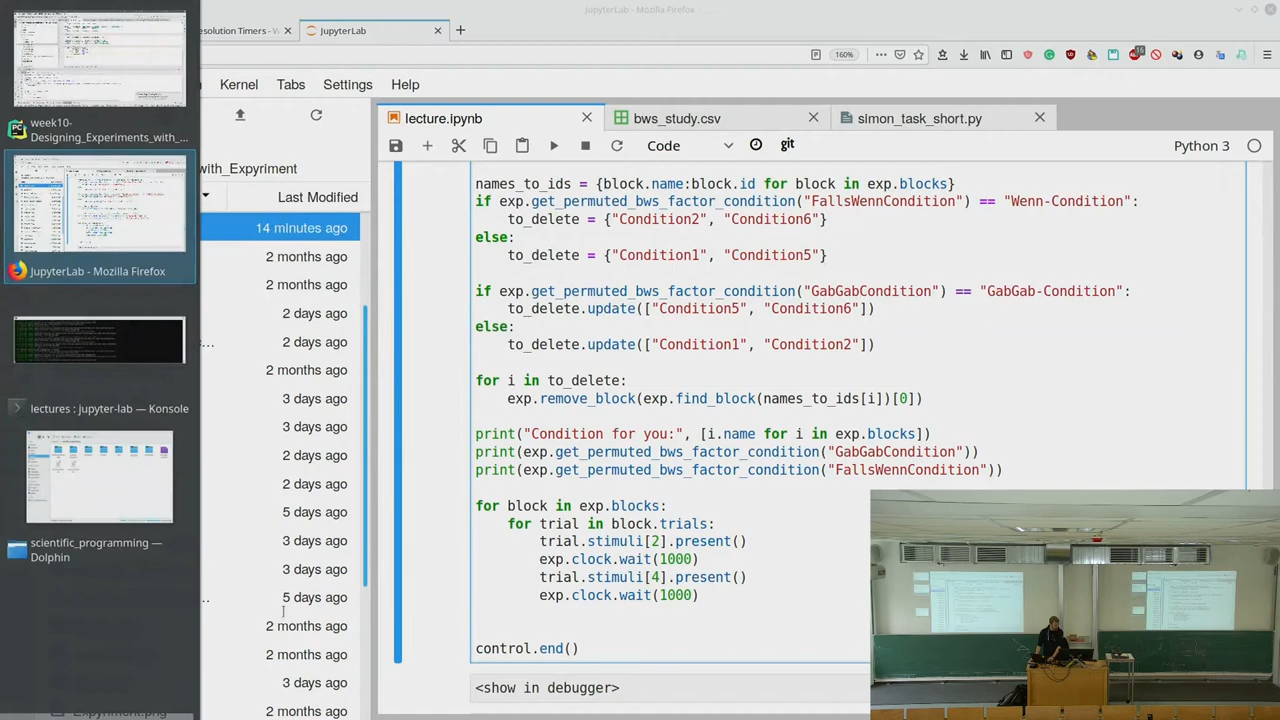 JupyterLab - Mozilla Firefox
esolution Timers - W
JupyterLab
160%
16
Kernel
Tabs
Settings
Help
week10-
Designing_Experiments_with_...
JupyterLab - Mozilla Firefox
lectures : jupyter-lab — Konsole
scientific_programming —
Dolphin
with_Expyriment
Last Modified
14 minutes ago
2 months ago
2 months ago
2 days ago
2 days ago
2 months ago
3 days ago
3 days ago
2 days ago
2 days ago
5 days ago
3 days ago
3 days ago
5 days ago
2 months ago
2 months ago
3 days ago
2 months ago
Expyriment.png
lecture.ipynb
bws_study.csv
simon_task_short.py
Code
git
Python 3
names_to_ids = {block.name:block.id for block in exp.blocks}
if exp.get_permuted_bws_factor_condition("FallsWennCondition") == "Wenn-Condition":
to_delete = {"Condition2", "Condition6"}
else:
to_delete = {"Condition1", "Condition5"}
if exp.get_permuted_bws_factor_condition("GabGabCondition") == "GabGab-Condition":
to_delete.update(["Condition5", "Condition6"])
else:
to_delete.update(["Condition1", "Condition2"])
for i in to_delete:
exp.remove_block(exp.find_block(names_to_ids[i])[0])
print("Condition for you:", [i.name for i in exp.blocks])
print(exp.get_permuted_bws_factor_condition("GabGabCondition"))
print(exp.get_permuted_bws_factor_condition("FallsWennCondition"))
for block in exp.blocks:
for trial in block.trials:
trial.stimuli[2].present()
exp.clock.wait(1000)
trial.stimuli[4].present()
exp.clock.wait(1000)
control.end()
<show in debugger>